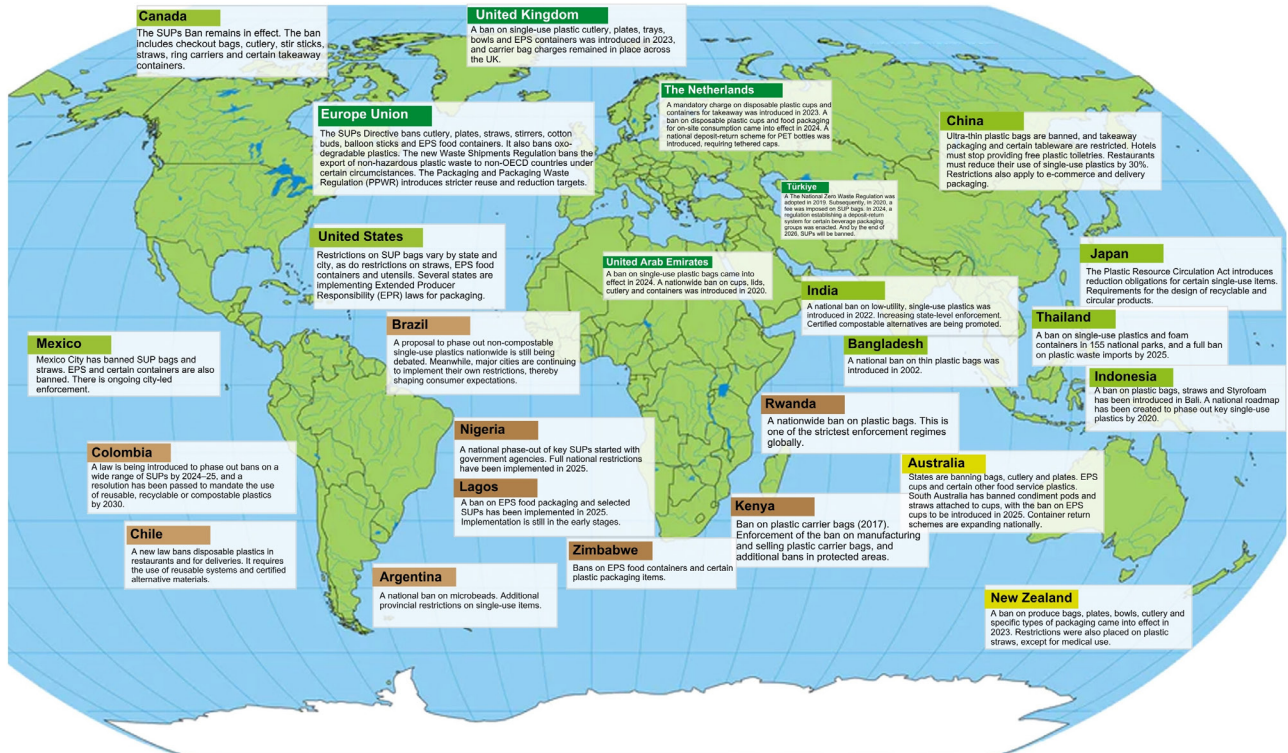 Canada
The SUPs Ban remains in effect. The ban
includes checkout bags, cutlery, stir sticks,
straws, ring carriers and certain takeaway
containers.
United Kingdom
A ban on single-use plastic cutlery, plates, trays,
bowls and EPS containers was introduced in 2023,
and carrier bag charges remained in place across
the UK.
The Netherlands
A mandatory charge on disposable plastic cups and
containers for takeaway was introduced in 2023. A
ban on disposable plastic cups and food packaging
for on-site consumption came into effect in 2024. A
national deposit-return scheme for PET bottles was
introduced, requiring tethered caps.
Europe Union
The SUPs Directive bans cutlery, plates, straws, stirrers, cotton
buds, balloon sticks and EPS food containers. It also bans oxo-
degradable plastics. The new Waste Shipments Regulation bans the
export of non-hazardous plastic waste to non-OECD countries under
certain circumistances. The Packaging and Packaging Waste
Regulation (PPWR) introduces stricter reuse and reduction targets.
China
Ultra-thin plastic bags are banned, and takeaway
packaging and certain tableware are restricted. Hotels
must stop providing free plastic toiletries. Restaurants
must reduce their use of single-use plastics by 30%.
Restrictions also apply to e-commerce and delivery
packaging.
Türkiye
A The National Zero Waste Regulation was
adopted in 2019. Subsequently, in 2020, a
fee was imposed on SUP bags. In 2024, a
regulation establishing a deposit-return
system for certain beverage packaging
groups was enacted. And by the end of
2026, SUPs will be banned.
United States
Restrictions on SUP bags vary by state and
city, as do restrictions on straws, EPS food
containers and utensils. Several states are
implementing Extended Producer
Responsibility (EPR) laws for packaging.
United Arab Emirates
A ban on single-use plastic bags came into
effect in 2024. A nationwide ban on cups, lids,
cutlery and containers was introduced in 2020.
Japan
The Plastic Resource Circulation Act introduces
reduction obligations for certain single-use items.
Requirements for the design of recyclable and
circular products.
India
A national ban on low-utility, single-use plastics was
introduced in 2022. Increasing state-level enforcement.
Certified compostable alternatives are being promoted.
Thailand
A ban on single-use plastics and foam
containers in 155 national parks, and a full ban
on plastic waste imports by 2025.
Brazil
A proposal to phase out non-compostable
single-use plastics nationwide is still being
debated. Meanwhile, major cities are continuing
to implement their own restrictions, thereby
shaping consumer expectations.
Mexico
Mexico City has banned SUP bags and
straws. EPS and certain containers are also
banned. There is ongoing city-led
enforcement.
Bangladesh
A national ban on thin plastic bags was
introduced in 2002.
Indonesia
A ban on plastic bags, straws and Styrofoam
has been introduced in Bali. A national roadmap
has been created to phase out key single-use
plastics by 2020.
Rwanda
A nationwide ban on plastic bags. This is
one of the strictest enforcement regimes
globally.
Nigeria
A national phase-out of key SUPs started with
government agencies. Full national restrictions
have been implemented in 2025.
Colombia
A law is being introduced to phase out bans on a
wide range of SUPs by 2024–25, and a
resolution has been passed to mandate the use
of reusable, recyclable or compostable plastics
by 2030.
Australia
States are banning bags, cutlery and plates. EPS
cups and certain other food service plastics.
South Australia has banned condiment pods and
straws attached to cups, with the ban on EPS
cups to be introduced in 2025. Container return
schemes are expanding nationally.
Lagos
A ban on EPS food packaging and selected
SUPs has been implemented in 2025.
Implementation is still in the early stages.
Kenya
Ban on plastic carrier bags (2017).
Enforcement of the ban on manufacturing
and selling plastic carrier bags, and
additional bans in protected areas.
Chile
A new law bans disposable plastics in
restaurants and for deliveries. It requires
the use of reusable systems and certified
alternative materials.
Zimbabwe
Bans on EPS food containers and certain
plastic packaging items.
Argentina
A national ban on microbeads. Additional
provincial restrictions on single-use items.
New Zealand
A ban on produce bags, plates, bowls, cutlery and
specific types of packaging came into effect in
2023. Restrictions were also placed on plastic
straws, except for medical use.